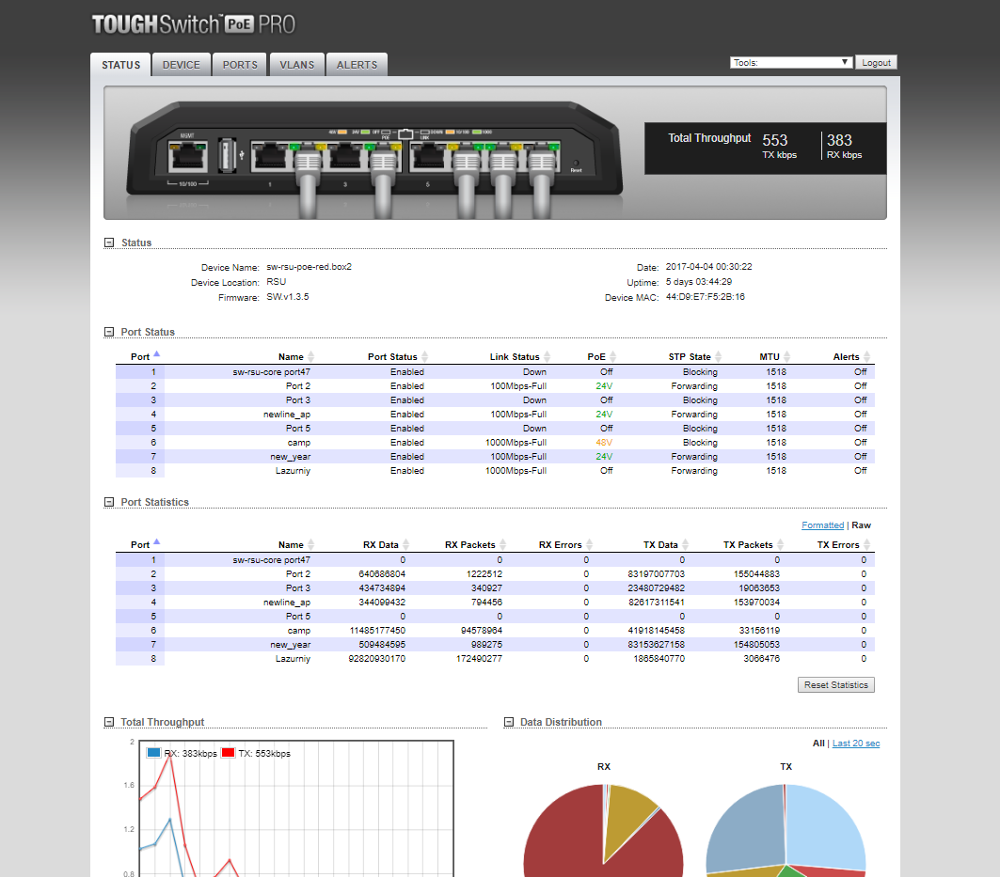 TOUGHSwitch™ PoE PRO
STATUS DEVICE PORTS VLANS ALERTS Tools: Logout
MGMT 48V 24V OFF POE LINK DOWN 10/100 1000
10/100 1 3 5 Reset
Total Throughput 553 TX kbps 383 RX kbps
Status
Device Name: sw-rsu-poe-red.box2 Date: 2017-04-04 00:30:22
Device Location: RSU Uptime: 5 days 03:44:29
Firmware: SW.v1.3.5 Device MAC: 44:D9:E7:F5:2B:16
Port Status
Port Name Port Status Link Status PoE STP State MTU Alerts
1 sw-rsu-core port47 Enabled Down Off Blocking 1518 Off
2 Port 2 Enabled 100Mbps-Full 24V Forwarding 1518 Off
3 Port 3 Enabled Down Off Blocking 1518 Off
4 newline_ap Enabled 100Mbps-Full 24V Forwarding 1518 Off
5 Port 5 Enabled Down Off Blocking 1518 Off
6 camp Enabled 1000Mbps-Full 48V Blocking 1518 Off
7 new_year Enabled 100Mbps-Full 24V Forwarding 1518 Off
8 Lazurniy Enabled 1000Mbps-Full Off Forwarding 1518 Off
Port Statistics
Formatted | Raw
Port Name RX Data RX Packets RX Errors TX Data TX Packets TX Errors
1 sw-rsu-core port47 0 0 0 0 0 0
2 Port 2 640686804 1222512 0 83197007703 155044883 0
3 Port 3 434734894 340927 0 23480729482 19063653 0
4 newline_ap 344099432 794456 0 82617311541 153970034 0
5 Port 5 0 0 0 0 0 0
6 camp 11485177450 94578964 0 41918145458 33156119 0
7 new_year 509484595 989275 0 83153627158 154805053 0
8 Lazurniy 92820930170 172490277 0 1865840770 3066476 0
Reset Statistics
Total Throughput Data Distribution
All | Last 20 sec
2
RX: 383kbps TX: 553kbps
RX TX
1.6
1.2
0.8